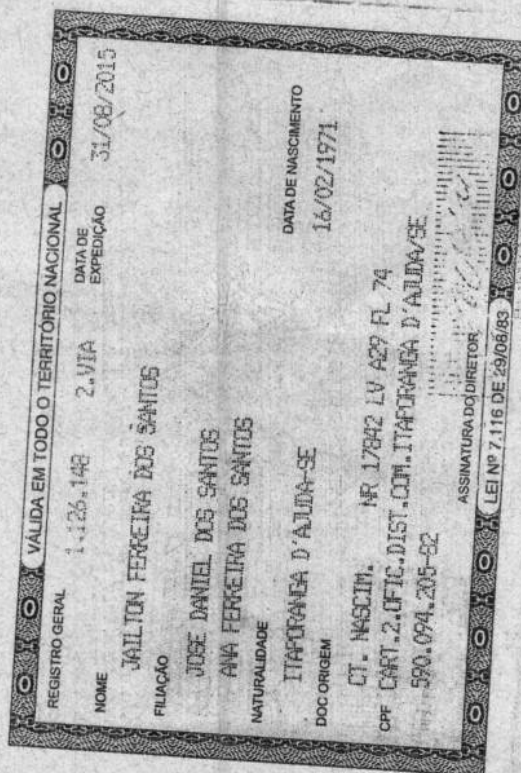 VÁLIDA EM TODO O TERRITÓRIO NACIONAL
REGISTRO GERAL 1.126.148 2.VIA DATA DE EXPEDIÇÃO 31/08/2015
NOME
JAILTON FERREIRA DOS SANTOS
FILIAÇÃO
JOSE DANIEL DOS SANTOS
ANA FERREIRA DOS SANTOS
NATURALIDADE DATA DE NASCIMENTO
ITAPORANGA D'AJUDA-SE 16/02/1971
DOC ORIGEM
CT. NASCIM. NR 17842 LV A29 FL 74
CART.2.OFIC.DIST.COM.ITAPORANGA D'AJUDA/SE
CPF 590.094.205-82
ASSINATURA DO DIRETOR
LEI Nº 7.116 DE 29/08/83